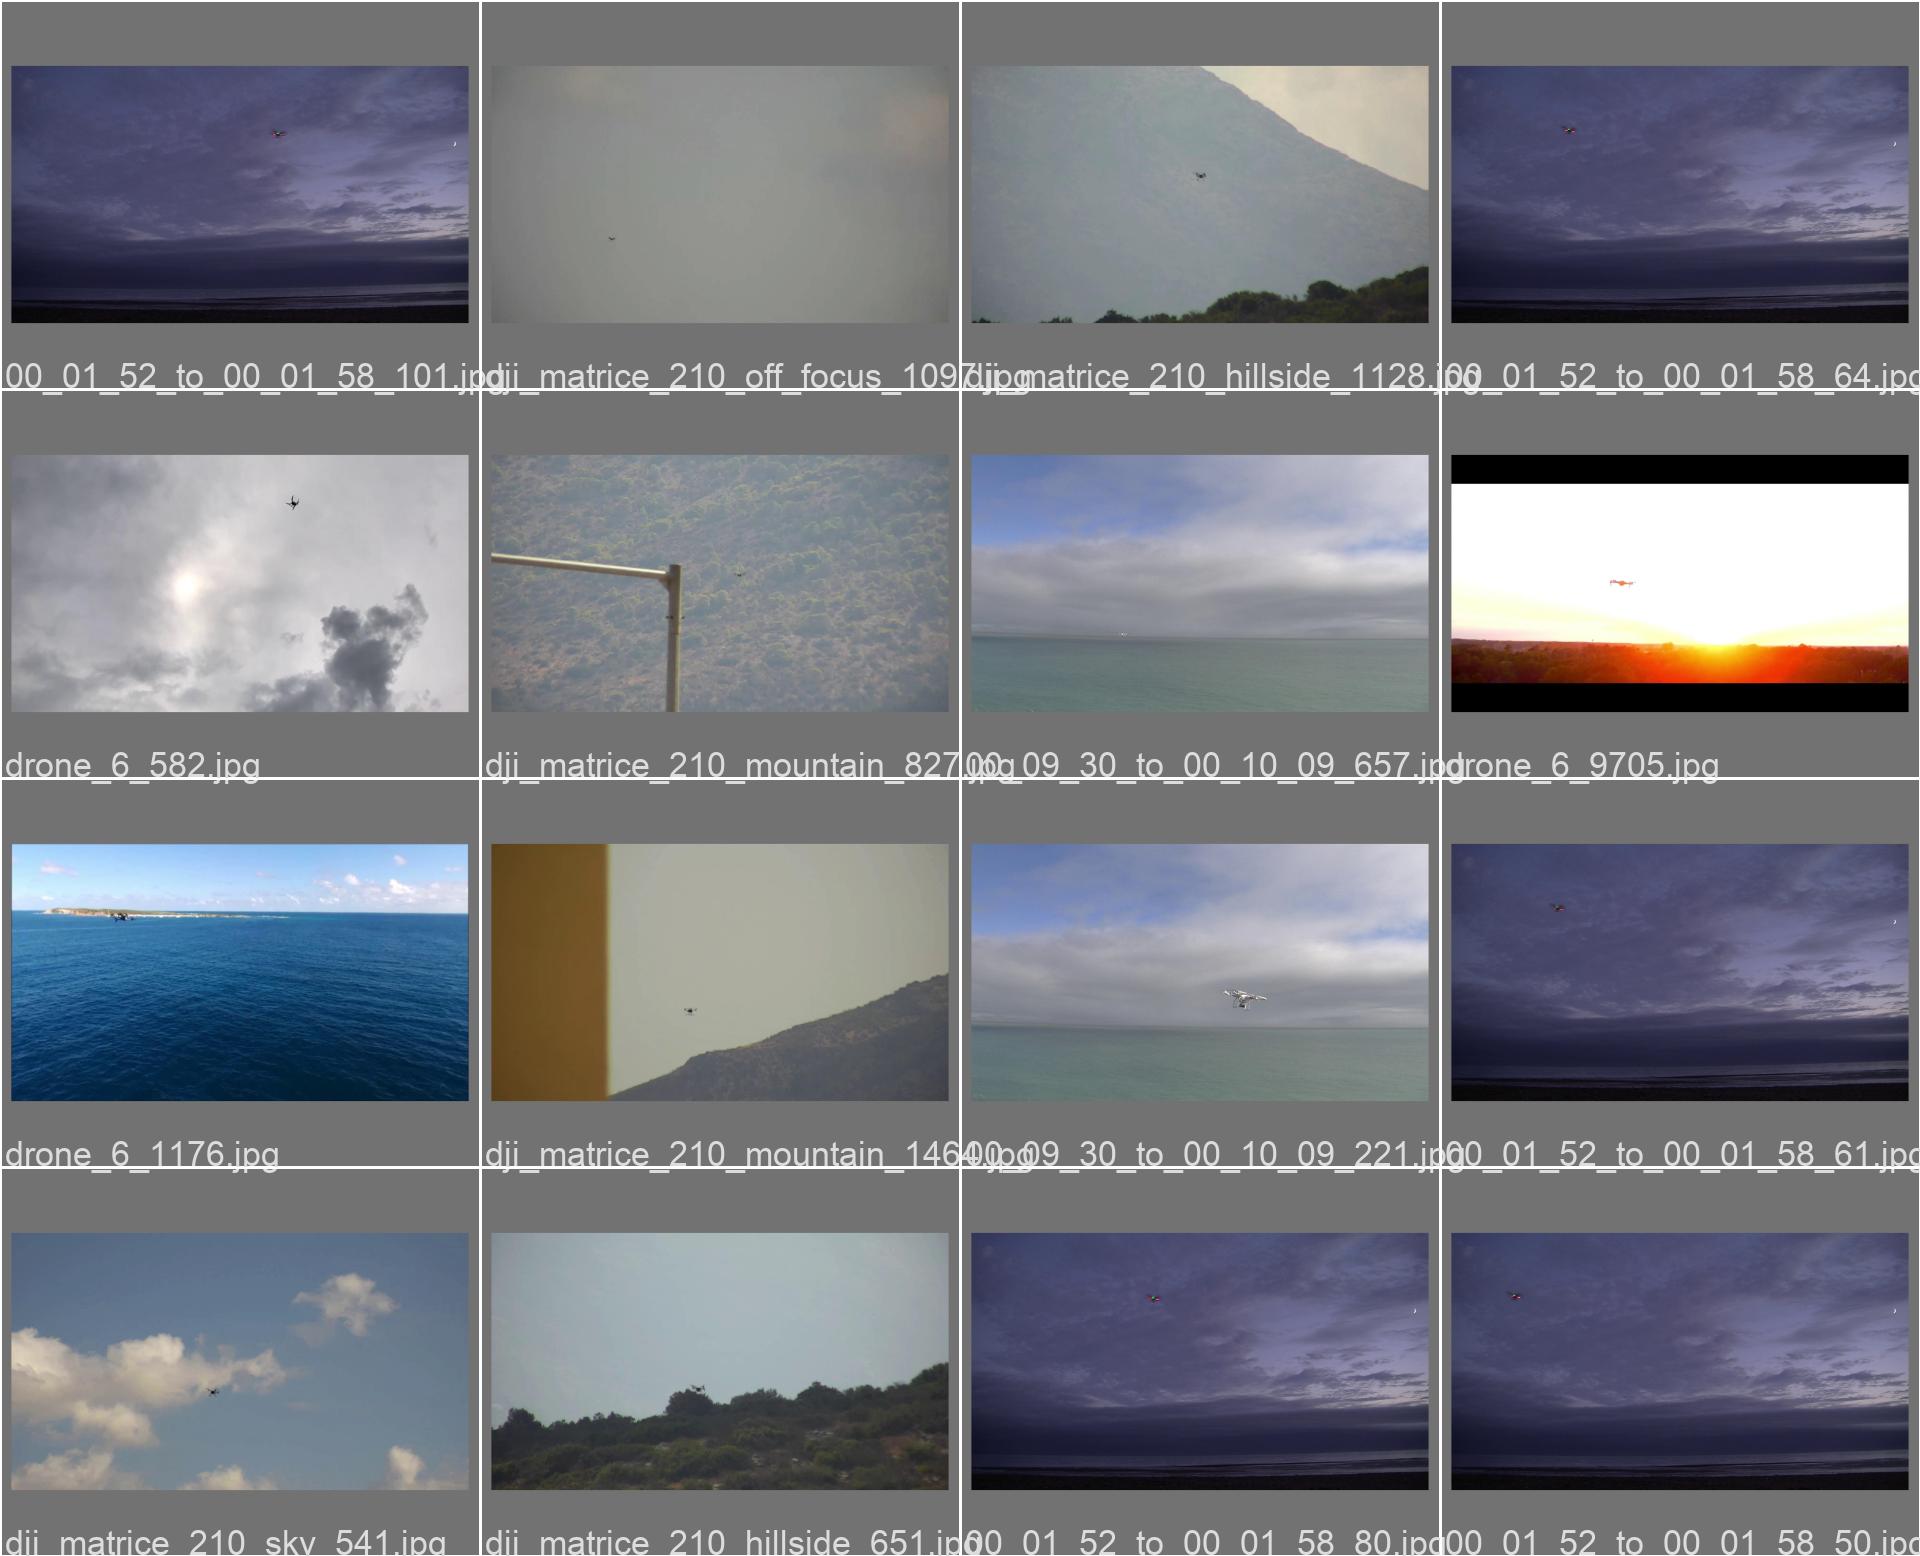 00_01_52_to_00_01_58_101.jpg
dji_matrice_210_off_focus_1097.jpg
dji_matrice_210_hillside_1128.jpg
00_01_52_to_00_01_58_64.jpg
drone_6_582.jpg
dji_matrice_210_mountain_827.jpg
00_09_30_to_00_10_09_657.jpg
drone_6_9705.jpg
drone_6_1176.jpg
dji_matrice_210_mountain_1464.jpg
00_09_30_to_00_10_09_221.jpg
00_01_52_to_00_01_58_61.jpg
dji_matrice_210_sky_541.jpg
dji_matrice_210_hillside_651.jpg
00_01_52_to_00_01_58_80.jpg
00_01_52_to_00_01_58_50.jpg